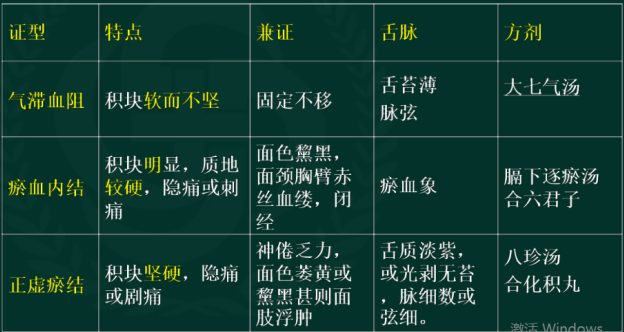 证型
特点
兼证
舌脉
方剂
气滞血阻
积块软而不坚
固定不移
舌苔薄
脉弦
大七气汤
瘀血内结
积块明显，质地
较硬，隐痛或刺
痛
面色黧黑，
面颈胸臂赤
丝血缕，闭
经
瘀血象
膈下逐瘀汤
合六君子
正虚瘀结
积块坚硬，隐痛
或剧痛
神倦乏力，
面色萎黄或
黧黑甚则面
肢浮肿
舌质淡紫，
或光剥无苔
，脉细数或
弦细。
八珍汤
合化积丸
激活 Windows